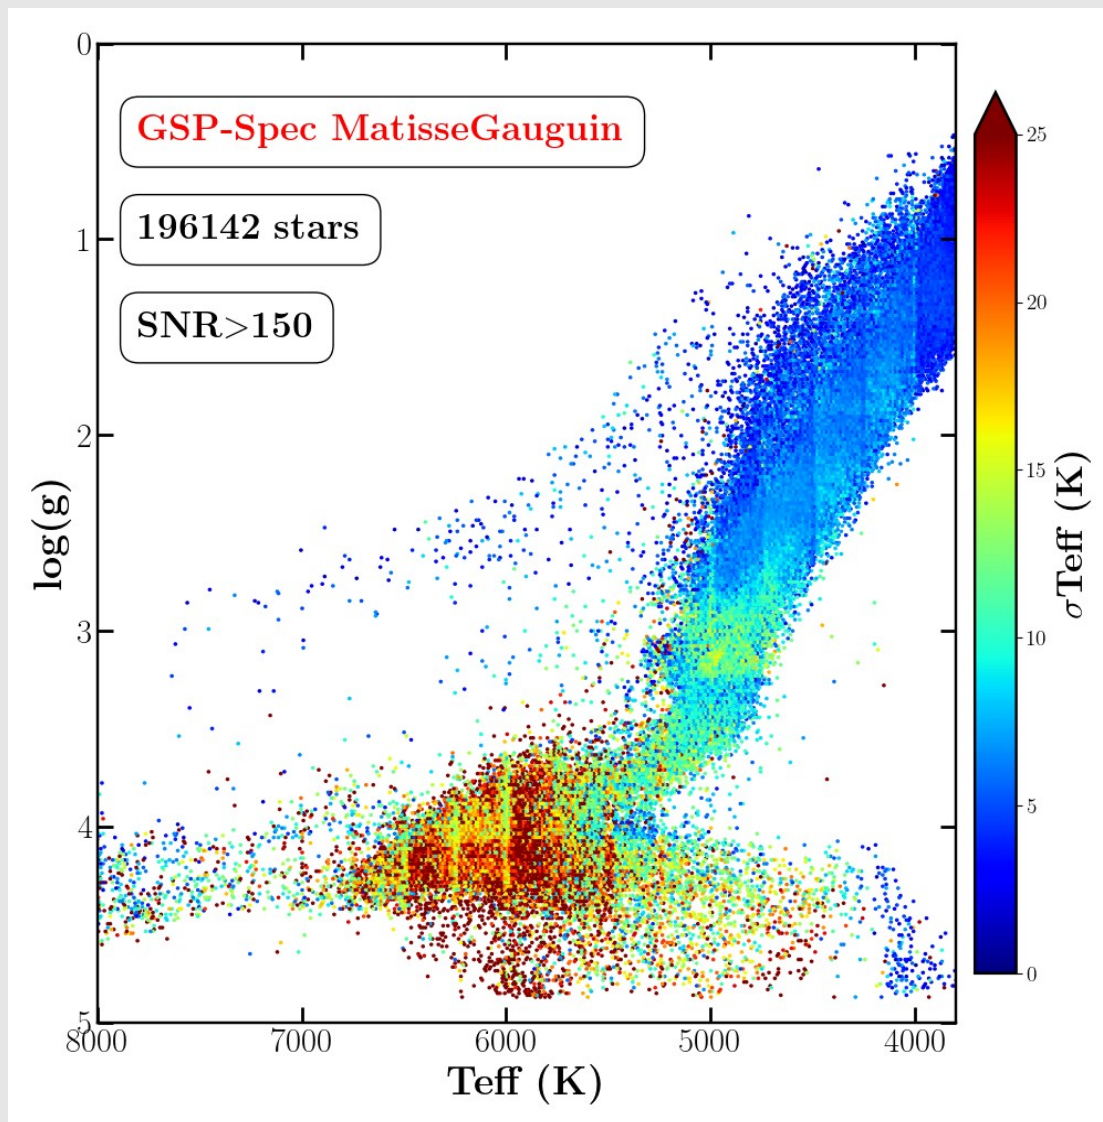 GSP-Spec MatisseGauguin
196142 stars
SNR>150
0
1
2
3
4
5
log(g)
8000 7000 6000 5000 4000
Teff (K)
25
20
15
10
5
0
σTeff (K)